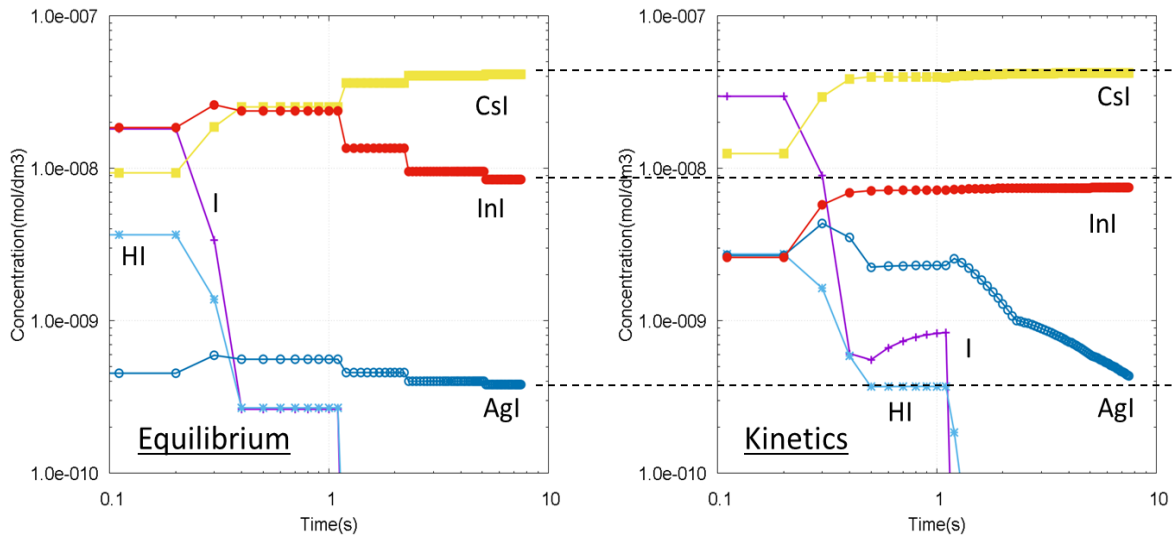 1.0e-007
1.0e-008
1.0e-009
1.0e-010
Concentration(mol/dm3)
0.1
1
10
Time(s)
CsI
InI
I
HI
AgI
Equilibrium
1.0e-007
1.0e-008
1.0e-009
1.0e-010
Concentration(mol/dm3)
0.1
1
10
Time(s)
CsI
InI
I
HI
AgI
Kinetics